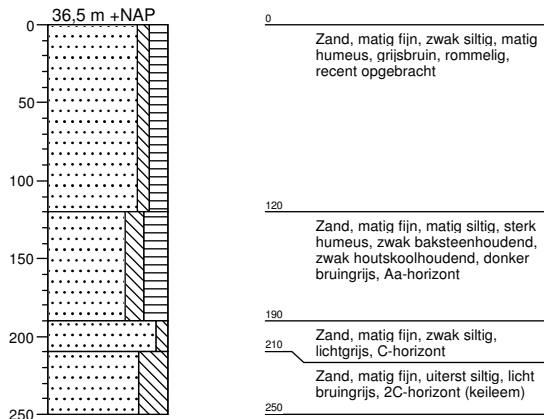 36,5 m +NAP
0
50
100
150
200
250
0
Zand, matig fijn, zwak siltig, matig
humeus, grijsbruin, rommelig,
recent opgebracht
120
Zand, matig fijn, matig siltig, sterk
humeus, zwak baksteenhoudend,
zwak houtskoolhoudend, donker
bruingrijs, Aa-horizont
190
Zand, matig fijn, zwak siltig,
lichtgrijs, C-horizont
210
Zand, matig fijn, uiterst siltig, licht
bruingrijs, 2C-horizont (keileem)
250